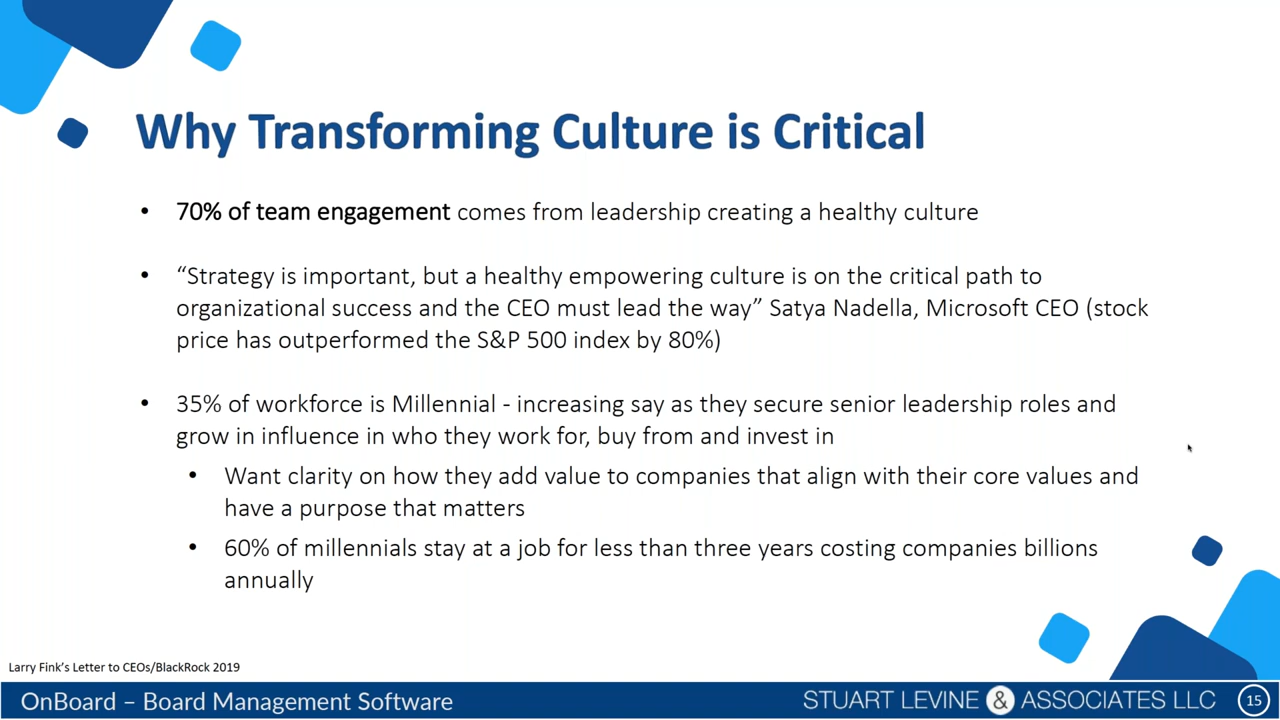 Why Transforming Culture is Critical
• 70% of team engagement comes from leadership creating a healthy culture
• “Strategy is important, but a healthy empowering culture is on the critical path to
organizational success and the CEO must lead the way” Satya Nadella, Microsoft CEO (stock
price has outperformed the S&P 500 index by 80%)
• 35% of workforce is Millennial - increasing say as they secure senior leadership roles and
grow in influence in who they work for, buy from and invest in
• Want clarity on how they add value to companies that align with their core values and
have a purpose that matters
• 60% of millennials stay at a job for less than three years costing companies billions
annually
Larry Fink’s Letter to CEOs/BlackRock 2019
OnBoard – Board Management Software
STUART LEVINE & ASSOCIATES LLC
15